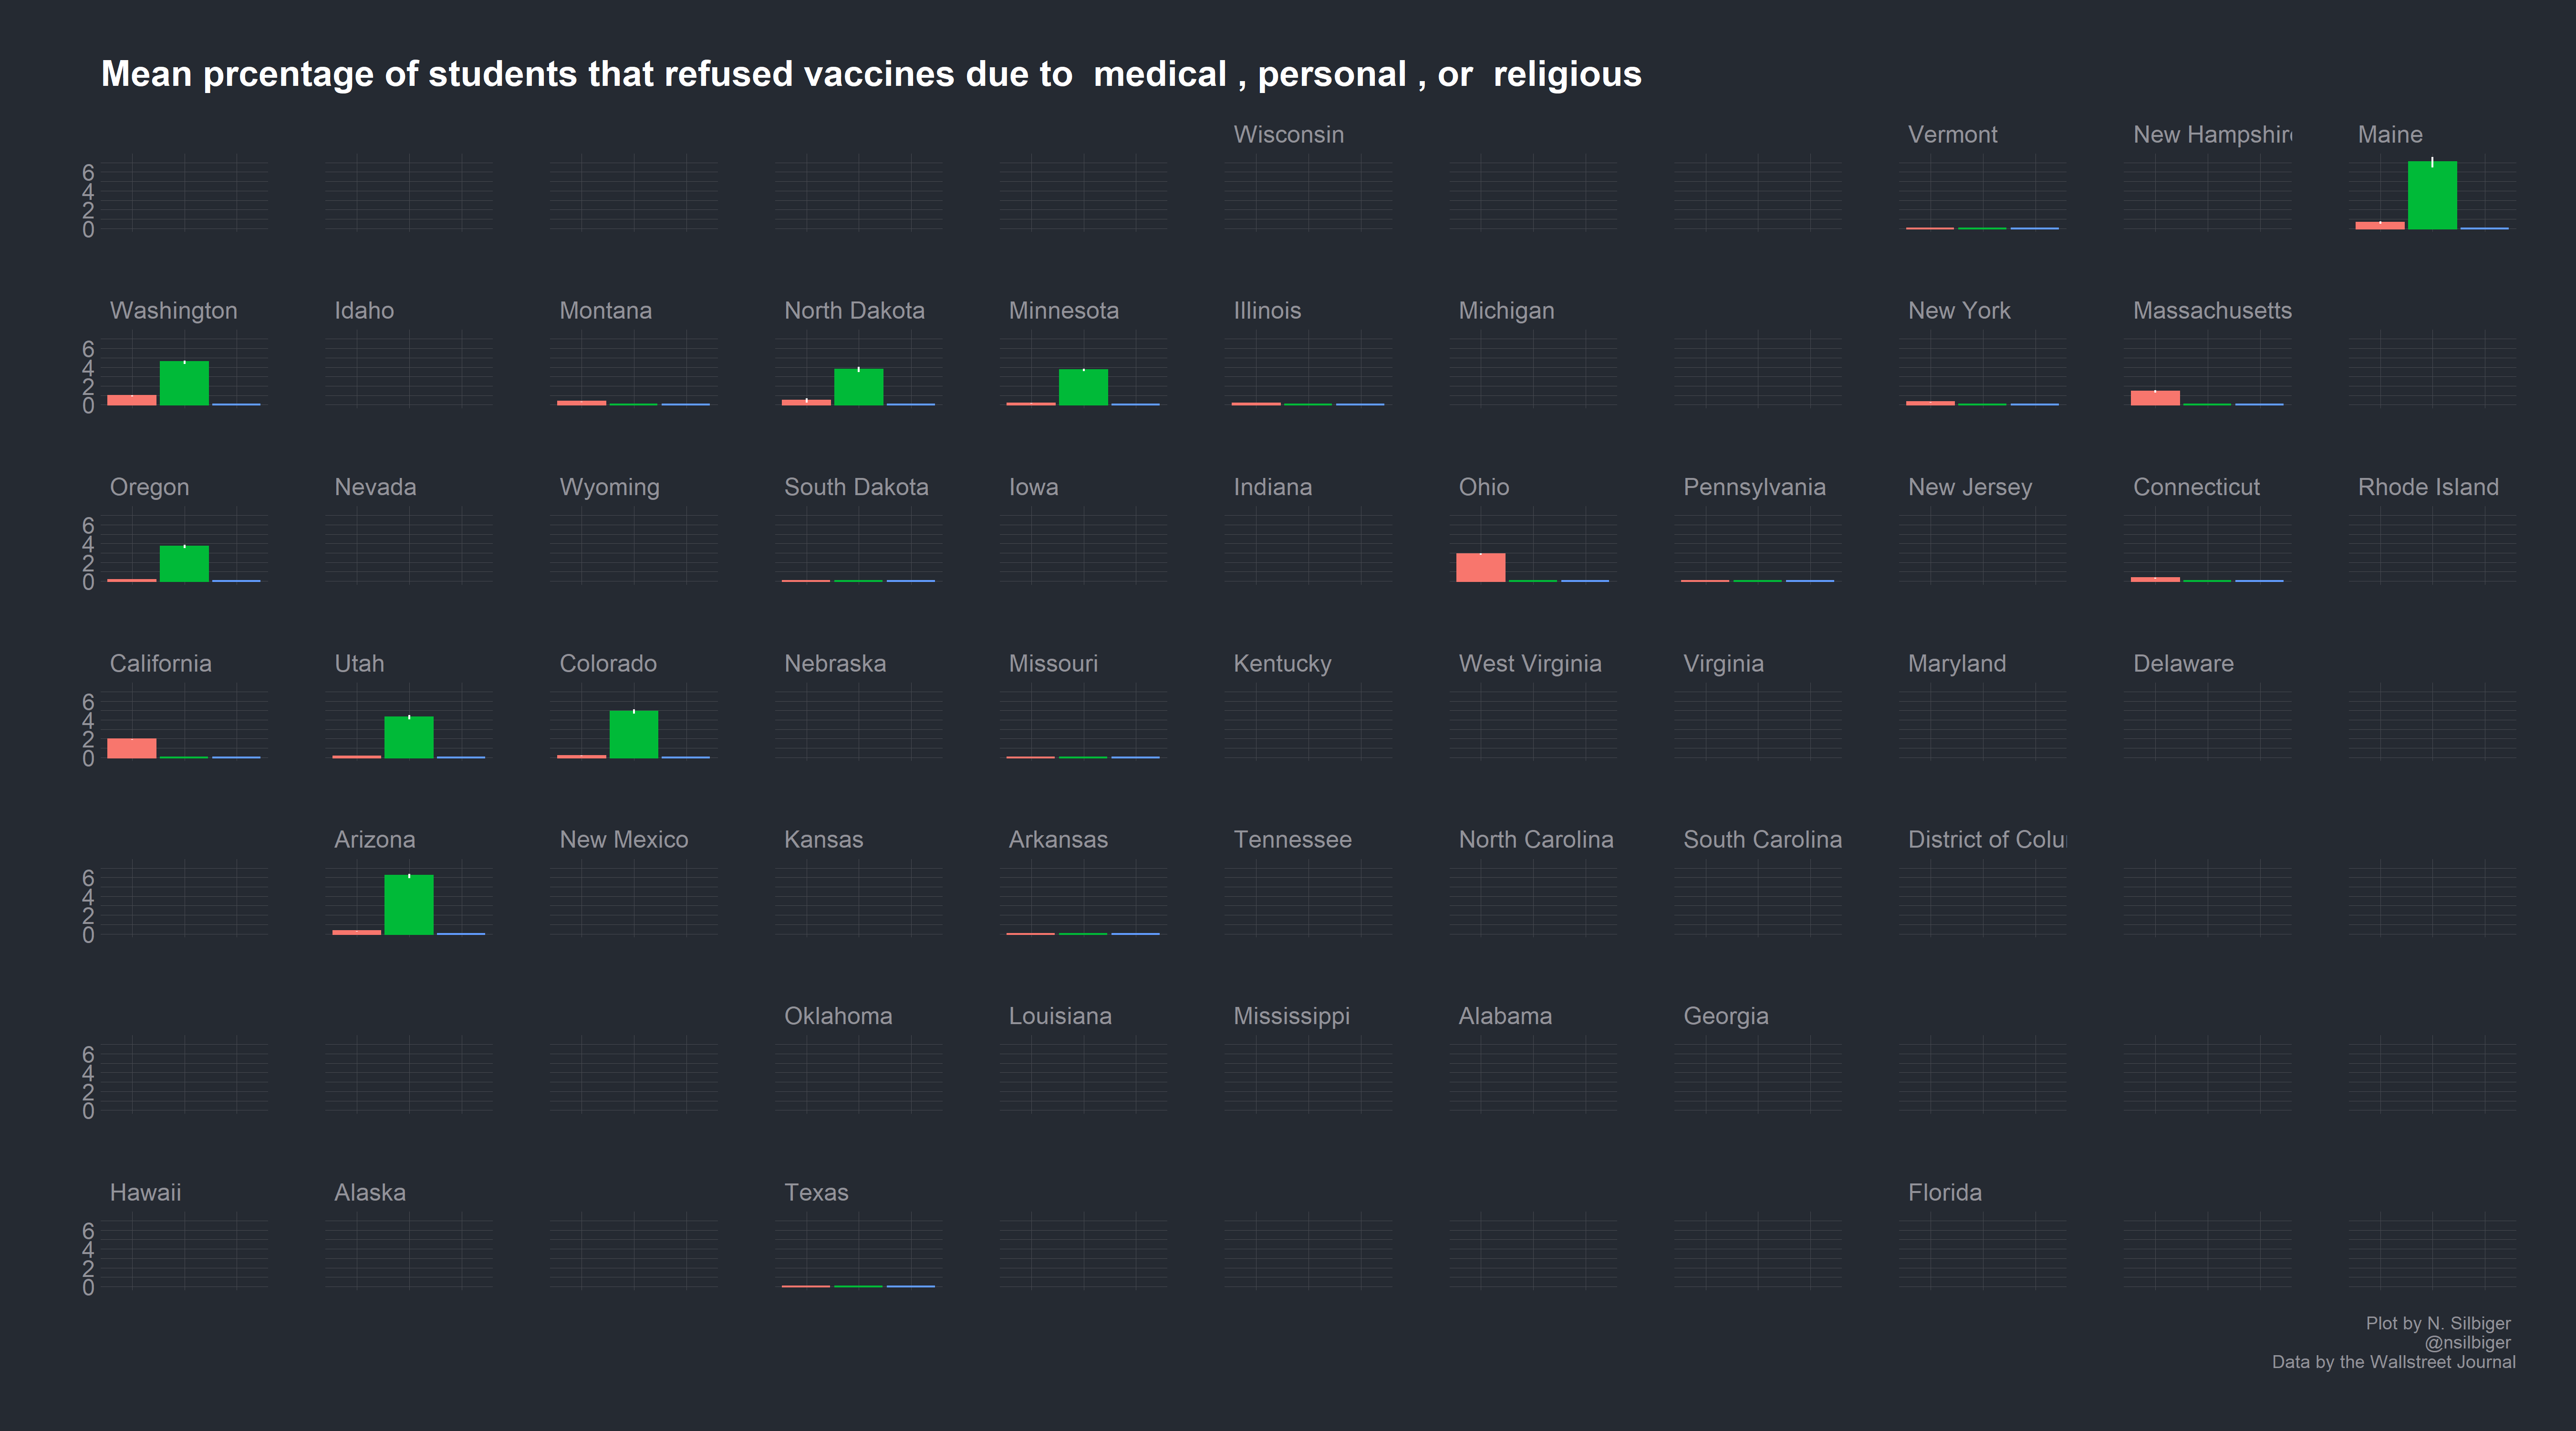 Mean prcentage of students that refused vaccines due to  medical , personal , or  religious
Wisconsin Vermont New Hampshire Maine
6
4
2
0
Washington Idaho Montana North Dakota Minnesota Illinois Michigan New York Massachusetts
6
4
2
0
Oregon Nevada Wyoming South Dakota Iowa Indiana Ohio Pennsylvania New Jersey Connecticut Rhode Island
6
4
2
0
California Utah Colorado Nebraska Missouri Kentucky West Virginia Virginia Maryland Delaware
6
4
2
0
Arizona New Mexico Kansas Arkansas Tennessee North Carolina South Carolina District of Colu
6
4
2
0
Oklahoma Louisiana Mississippi Alabama Georgia
6
4
2
0
Hawaii Alaska Texas Florida
6
4
2
0
Plot by N. Silbiger
@nsilbiger
Data by the Wallstreet Journal